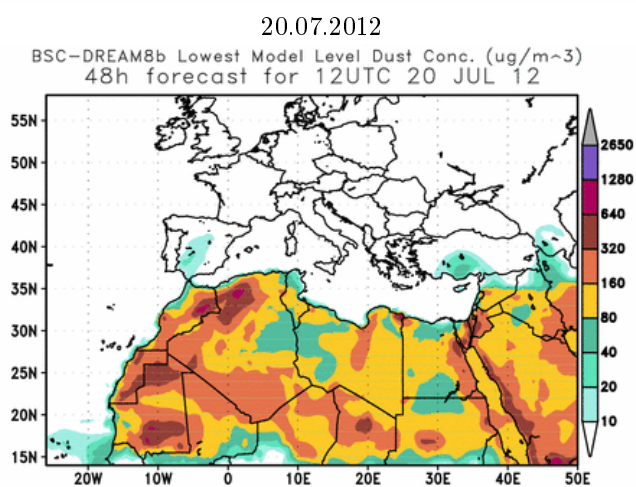 20.07.2012
BSC-DREAM8b Lowest Model Level Dust Conc. (ug/m^3)
48h forecast for 12UTC 20 JUL 12
55N
50N
45N
40N
35N
30N
25N
20N
15N
20W
10W
0
10E
20E
30E
40E
50E
2650
1280
640
320
160
80
40
20
10